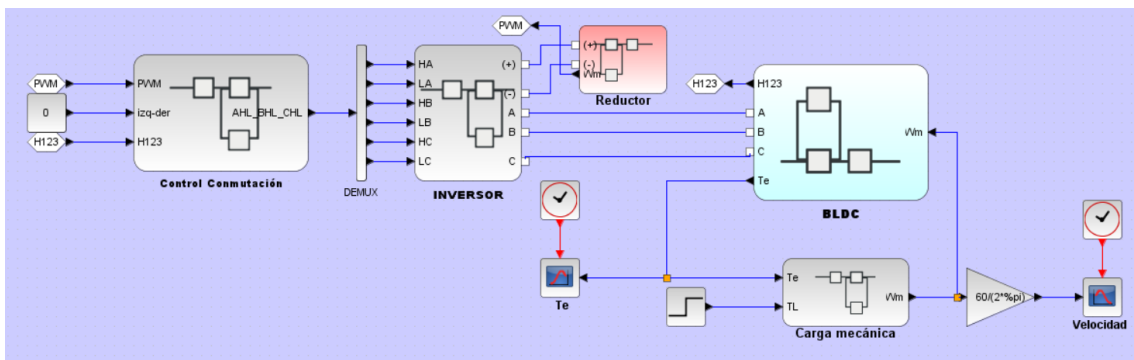 PWM
0
H123
PWM
izq-der
H123
AHL_BHL_CHL
Control Conmutación
DEMUX
HA
LA
HB
LB
HC
LC
(+)
(-)
A
B
C
INVERSOR
PWM
(+)
(-)
Wm
Reductor
H123
H123
A
B
C
Te
Wm
BLDC
Te
Te
TL
Wm
Carga mecánica
60/(2*%pi)
Velocidad